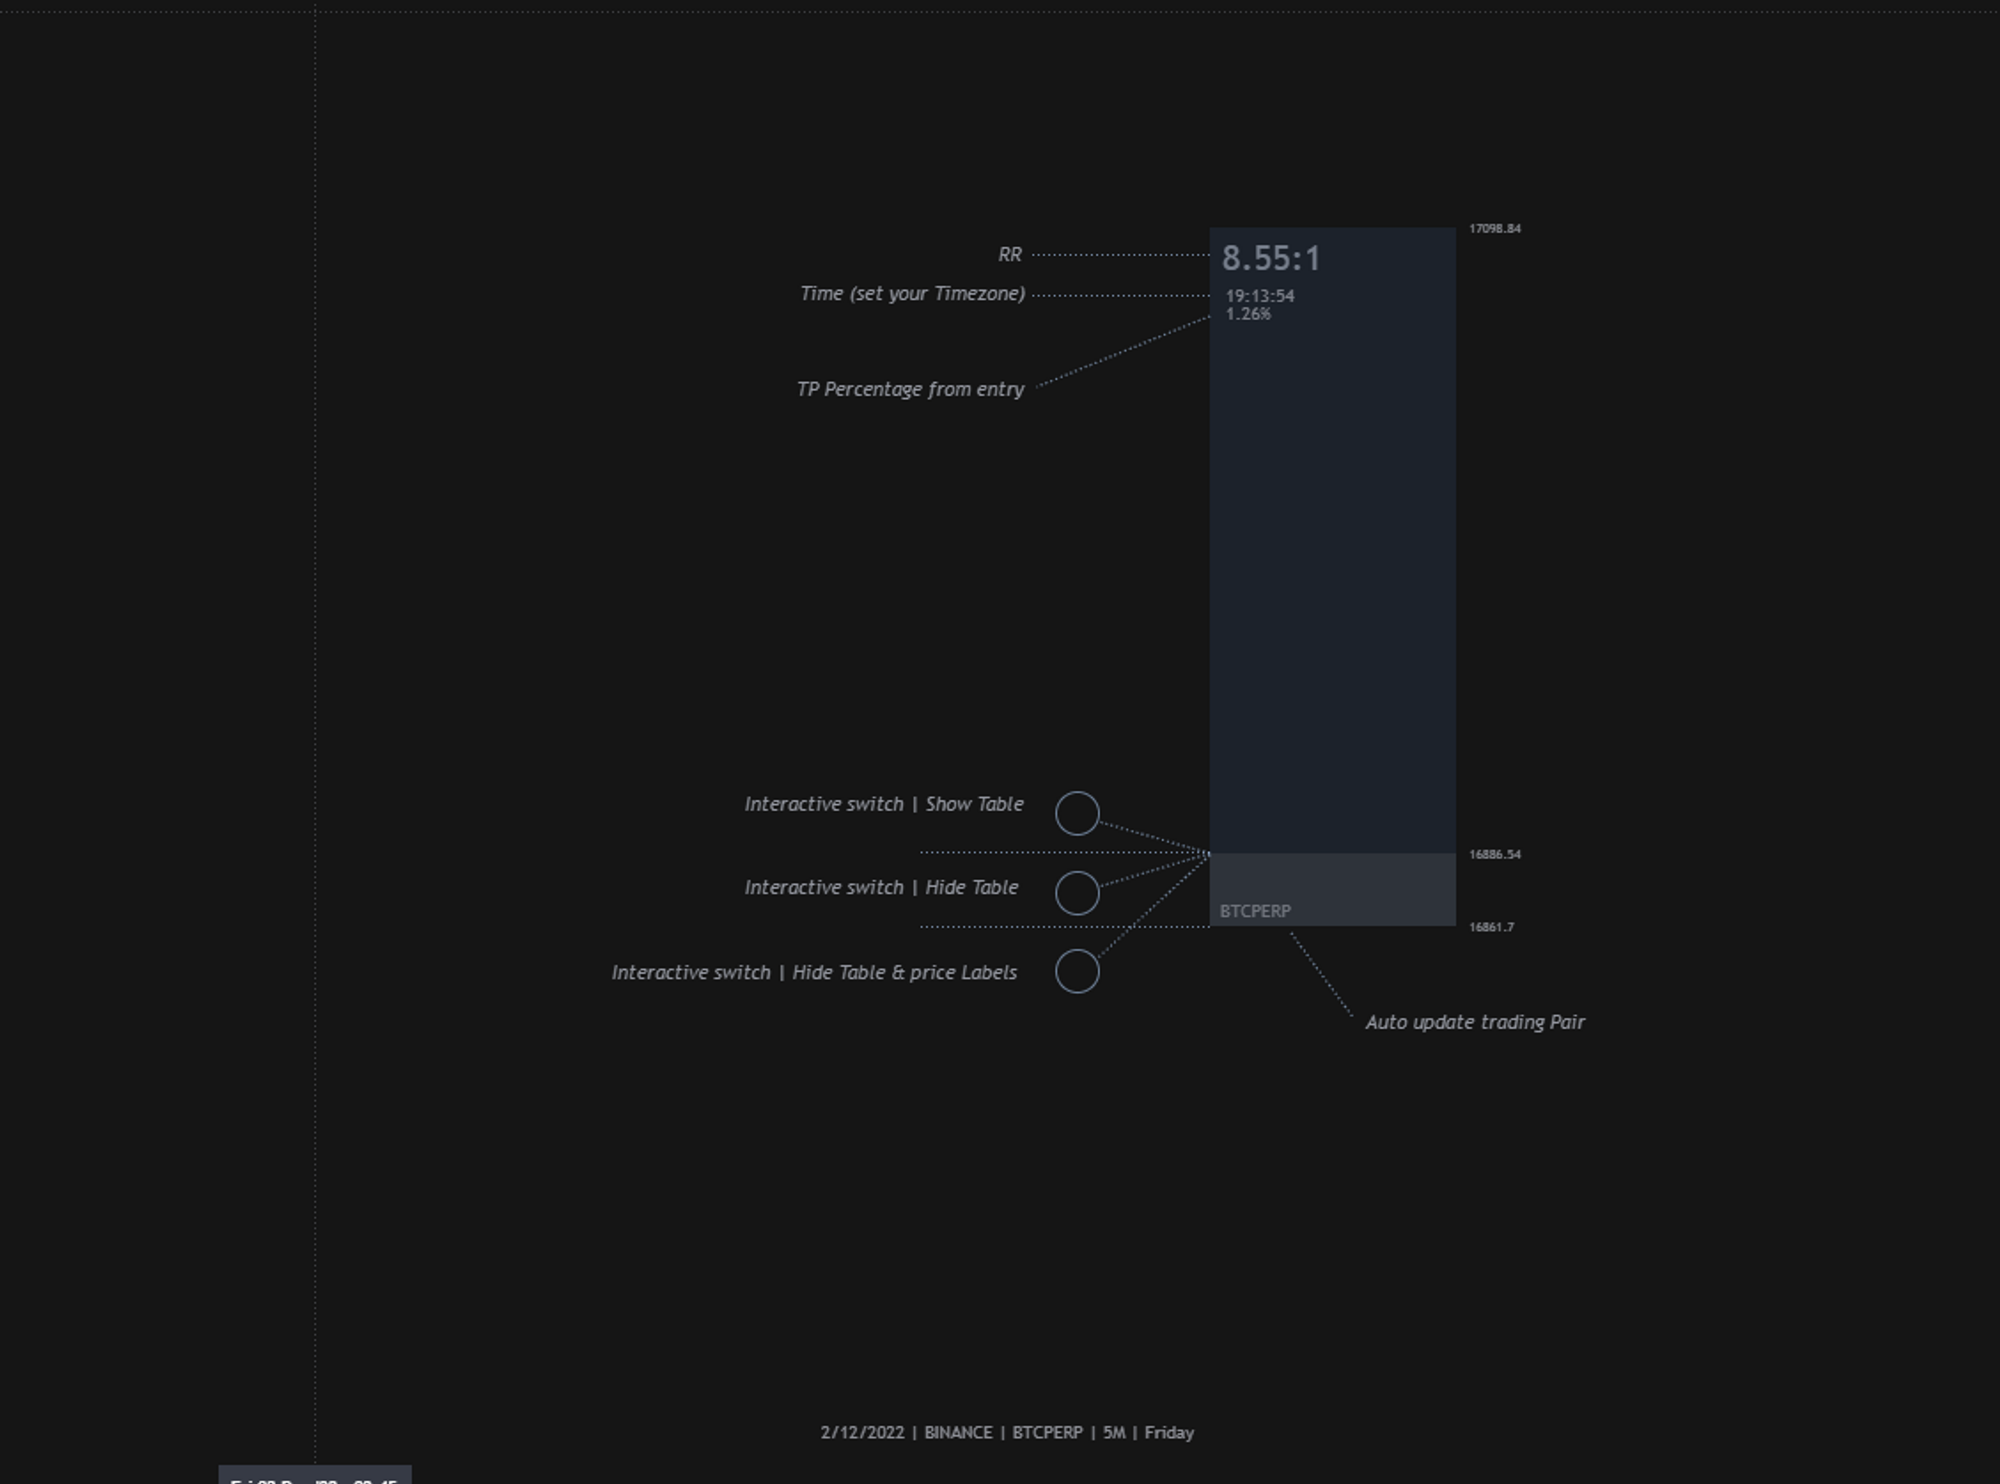 17098.84
RR
8.55:1
Time (set your Timezone)
19:13:54
1.26%
TP Percentage from entry
Interactive switch | Show Table
16886.54
Interactive switch | Hide Table
BTCPERP
16861.7
Interactive switch | Hide Table & price Labels
Auto update trading Pair
2/12/2022 | BINANCE | BTCPERP | 5M | Friday